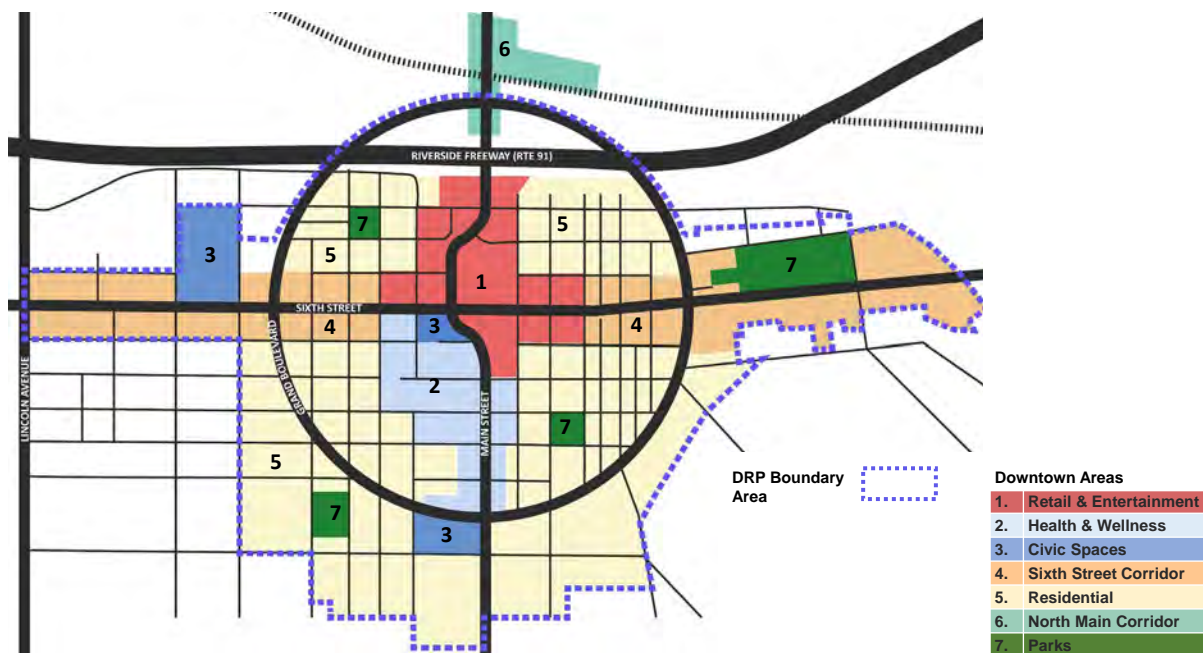 6
RIVERSIDE FREEWAY (RTE 91)
7
5
5
3
7
1
SIXTH STREET
4
3
4
2
GRAND BOULEVARD
LINCOLN AVENUE
MAIN STREET
7
5
7
3
DRP Boundary
Area
Downtown Areas
1. Retail & Entertainment
2. Health & Wellness
3. Civic Spaces
4. Sixth Street Corridor
5. Residential
6. North Main Corridor
7. Parks